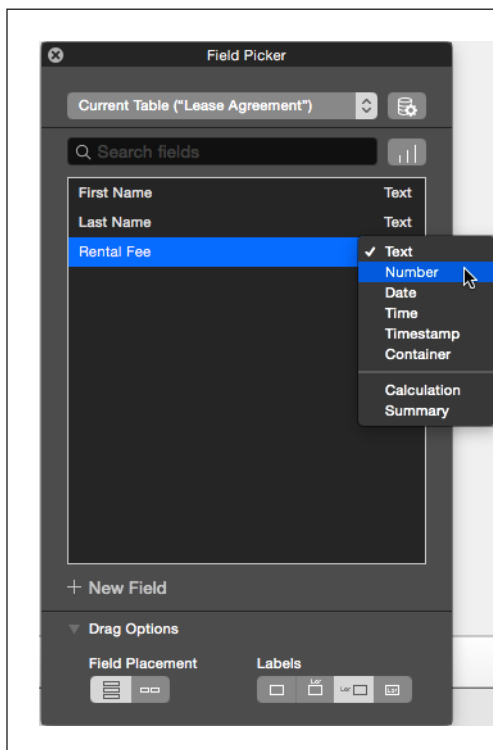 Field Picker
Current Table ("Lease Agreement")
Search fields
First Name Text
Last Name Text
Rental Fee
✓ Text
Number
Date
Time
Timestamp
Container
Calculation
Summary
+ New Field
Drag Options
Field Placement Labels